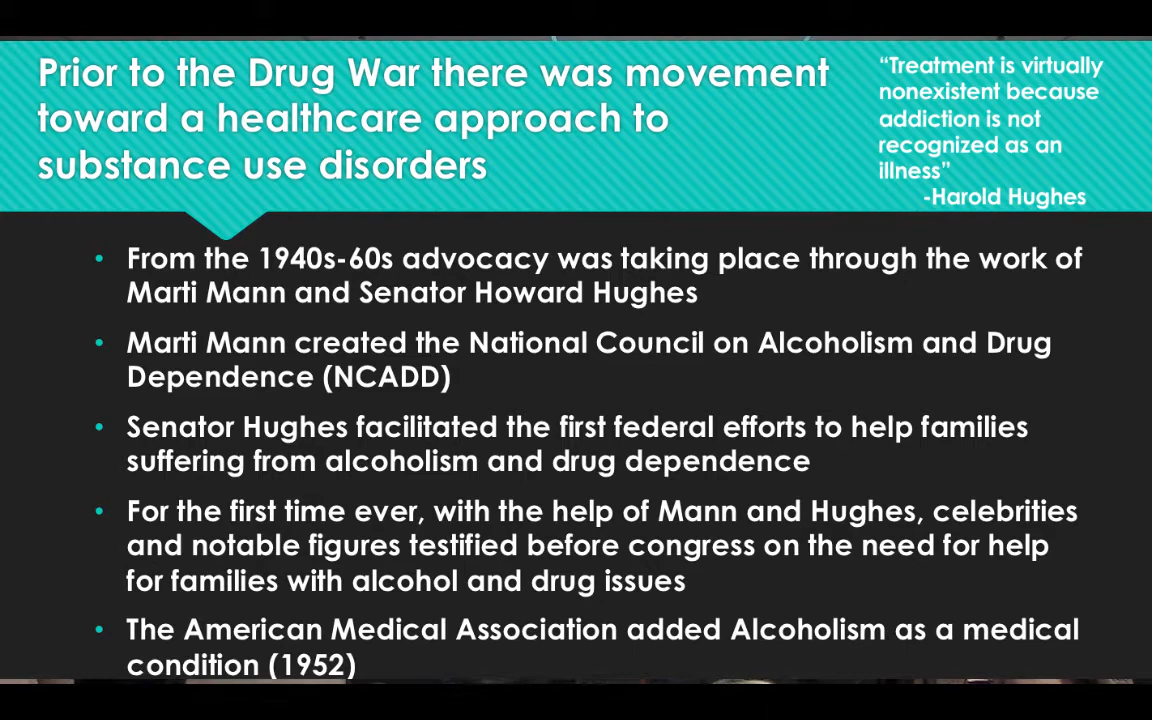 Prior to the Drug War there was movement
toward a healthcare approach to
substance use disorders
“Treatment is virtually
nonexistent because
addiction is not
recognized as an
illness”
-Harold Hughes
• From the 1940s-60s advocacy was taking place through the work of
Marti Mann and Senator Howard Hughes
• Marti Mann created the National Council on Alcoholism and Drug
Dependence (NCADD)
• Senator Hughes facilitated the first federal efforts to help families
suffering from alcoholism and drug dependence
• For the first time ever, with the help of Mann and Hughes, celebrities
and notable figures testified before congress on the need for help
for families with alcohol and drug issues
• The American Medical Association added Alcoholism as a medical
condition (1952)